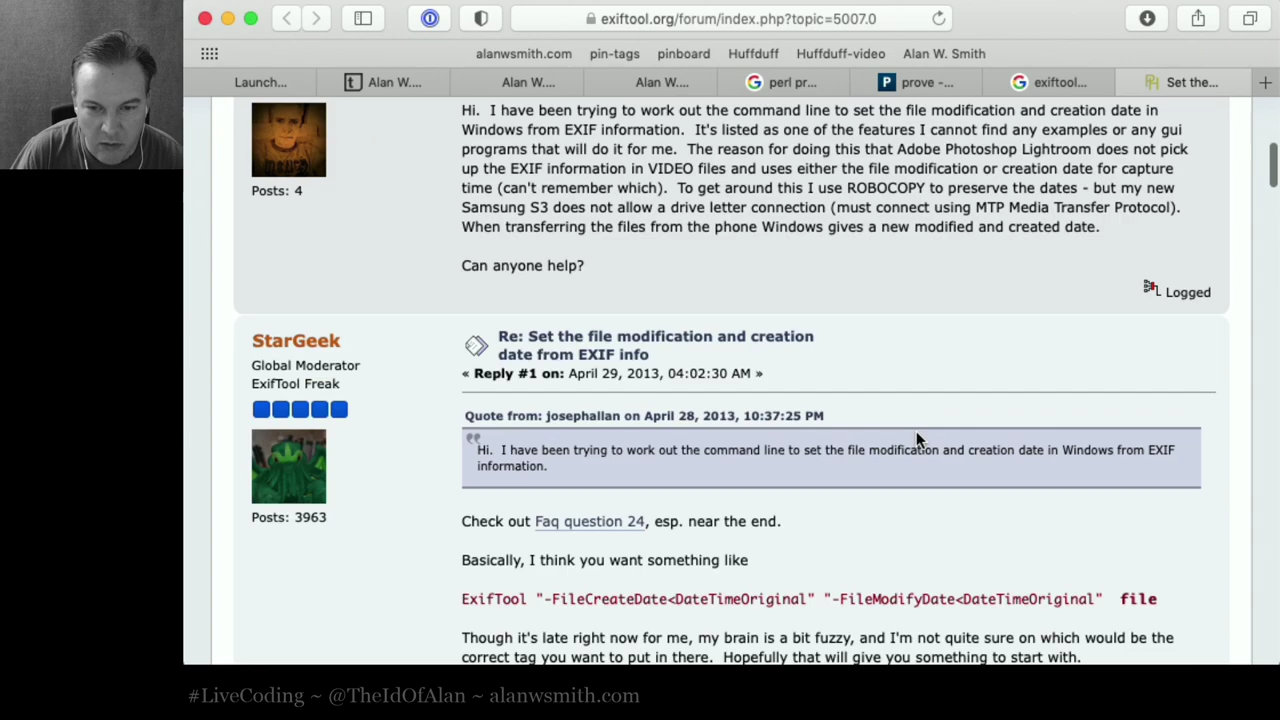 exiftool.org/forum/index.php?topic=5007.0
alanwsmith.com pin-tags pinboard Huffduff Huffduff-video Alan W. Smith
Launch... Alan W.... Alan W.... Alan W.... perl pr... prove -... exiftool... Set the...
Hi. I have been trying to work out the command line to set the file modification and creation date in
Windows from EXIF information. It's listed as one of the features I cannot find any examples or any gui
programs that will do it for me. The reason for doing this that Adobe Photoshop Lightroom does not pick
up the EXIF information in VIDEO files and uses either the file modification or creation date for capture
time (can't remember which). To get around this I use ROBOCOPY to preserve the dates - but my new
Samsung S3 does not allow a drive letter connection (must connect using MTP Media Transfer Protocol).
When transferring the files from the phone Windows gives a new modified and created date.
Posts: 4
Can anyone help?
Logged
StarGeek
Global Moderator
ExifTool Freak
Posts: 3963
Re: Set the file modification and creation
date from EXIF info
« Reply #1 on: April 29, 2013, 04:02:30 AM »
Quote from: josephallan on April 28, 2013, 10:37:25 PM
Hi. I have been trying to work out the command line to set the file modification and creation date in Windows from EXIF
information.
Check out Faq question 24, esp. near the end.
Basically, I think you want something like
ExifTool "-FileCreateDate<DateTimeOriginal" "-FileModifyDate<DateTimeOriginal" file
Though it's late right now for me, my brain is a bit fuzzy, and I'm not quite sure on which would be the
correct tag you want to put in there. Hopefully that will give you something to start with.
#LiveCoding ~ @TheIdOfAlan ~ alanwsmith.com